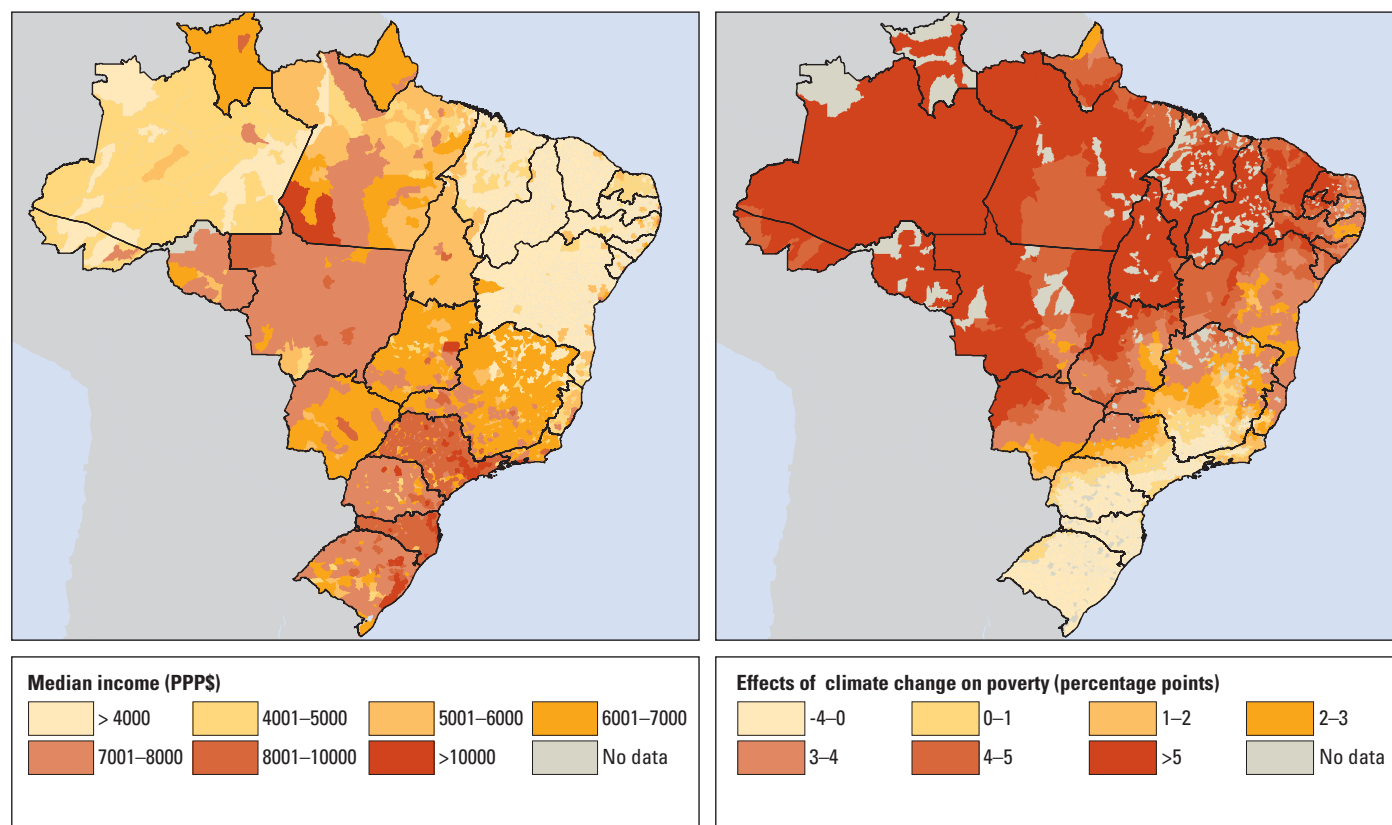 Median income (PPP$)
> 4000 4001–5000 5001–6000 6001–7000
7001–8000 8001–10000 >10000 No data
Effects of climate change on poverty (percentage points)
-4–0 0–1 1–2 2–3
3–4 4–5 >5 No data